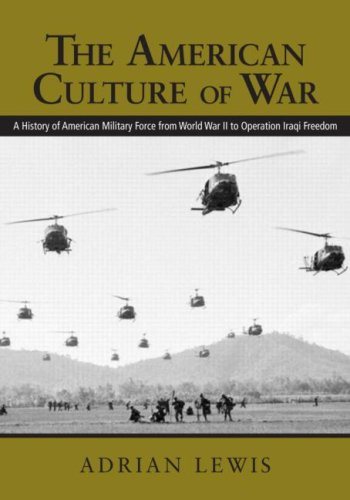 THE AMERICAN
CULTURE OF WAR
A History of American Military Force from World War II to Operation Iraqi Freedom
ADRIAN LEWIS